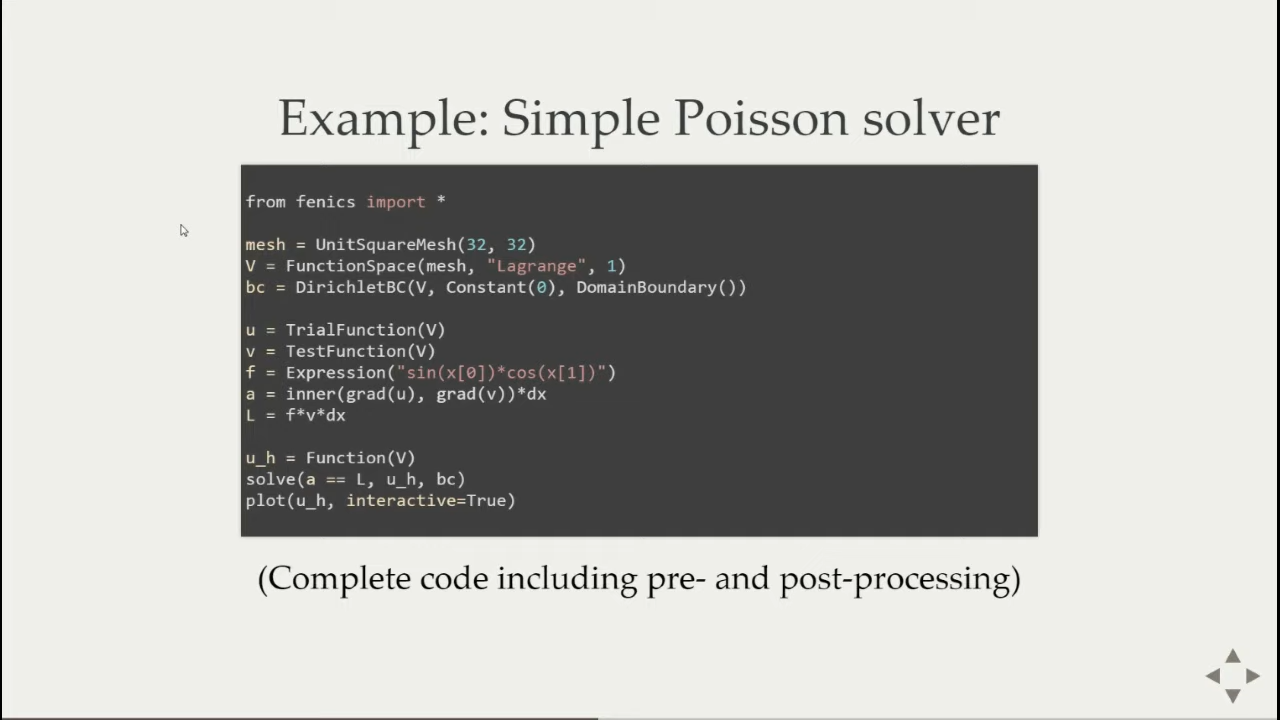 Example: Simple Poisson solver
from fenics import *
mesh = UnitSquareMesh(32, 32)
V = FunctionSpace(mesh, "Lagrange", 1)
bc = DirichletBC(V, Constant(0), DomainBoundary())
u = TrialFunction(V)
v = TestFunction(V)
f = Expression("sin(x[0])*cos(x[1])")
a = inner(grad(u), grad(v))*dx
L = f*v*dx
u_h = Function(V)
solve(a == L, u_h, bc)
plot(u_h, interactive=True)
(Complete code including pre- and post-processing)